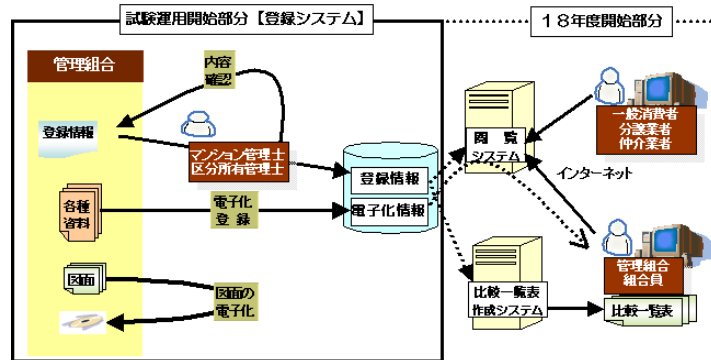 試験運用開始部分【登録システム】
１８年度開始部分
管理組合
内容
確認
登録情報
マンション管理士
区分所有管理士
各種
資料
電子化
登録
図面
図面の
電子化
登録情報
電子化情報
閲 覧
システム
一般消費者
分譲業者
仲介業者
インターネット
比較一覧表
作成システム
管理組合
組合員
比較一覧表